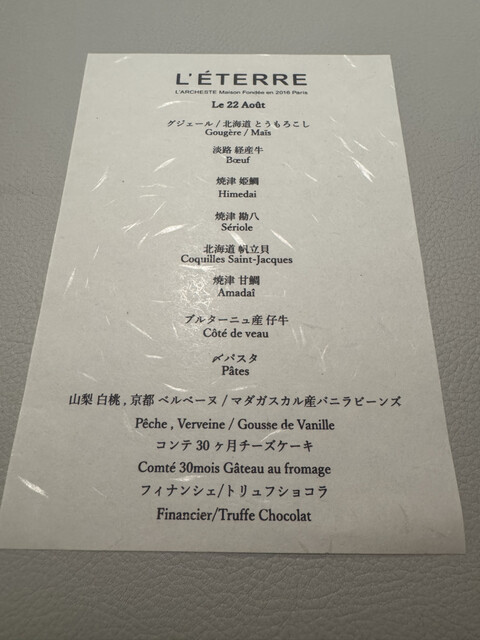 L'ÉTERRE
L'ARCHESTE Maison Fondée en 2016 Paris
Le 22 Août
グジェール / 北海道 とうもろこし
Gougère / Maïs
淡路 経産牛
Bœuf
焼津 姫鯛
Himedai
焼津 勘八
Sériole
北海道 帆立貝
Coquilles Saint-Jacques
焼津 甘鯛
Amadaï
ブルターニュ産 仔牛
Côté de veau
〆パスタ
Pâtes
山梨 白桃 , 京都 ベルベーヌ / マダガスカル産バニラビーンズ
Pêche , Verveine / Gousse de Vanille
コンテ 30 ヶ月チーズケーキ
Comté 30mois Gâteau au fromage
フィナンシェ/トリュフショコラ
Financier/Truffe Chocolat